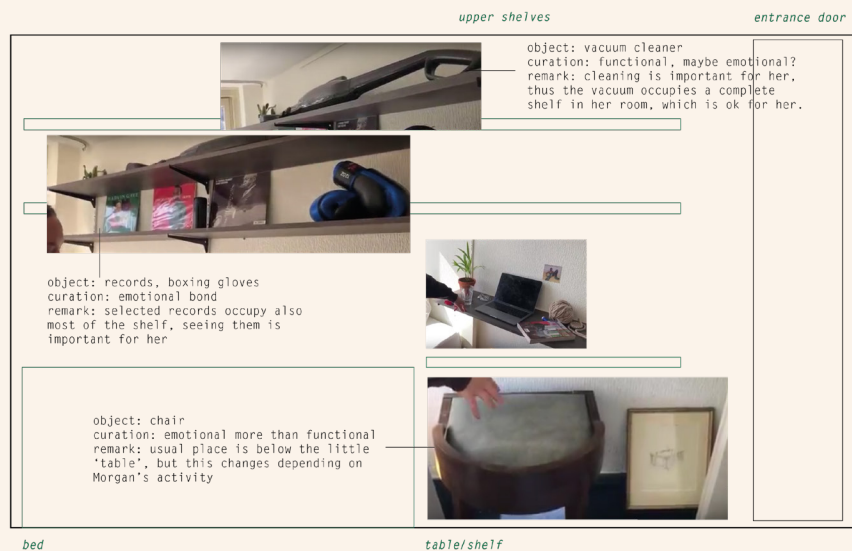 upper shelves
entrance door
object: vacuum cleaner
curation: functional, maybe emotional?
remark: cleaning is important for her,
thus the vacuum occupies a complete
shelf in her room, which is ok for her.
object: records, boxing gloves
curation: emotional bond
remark: selected records occupy also
most of the shelf, seeing them is
important for her
object: chair
curation: emotional more than functional
remark: usual place is below the little
‘table’, but this changes depending on
Morgan’s activity
bed
table/shelf